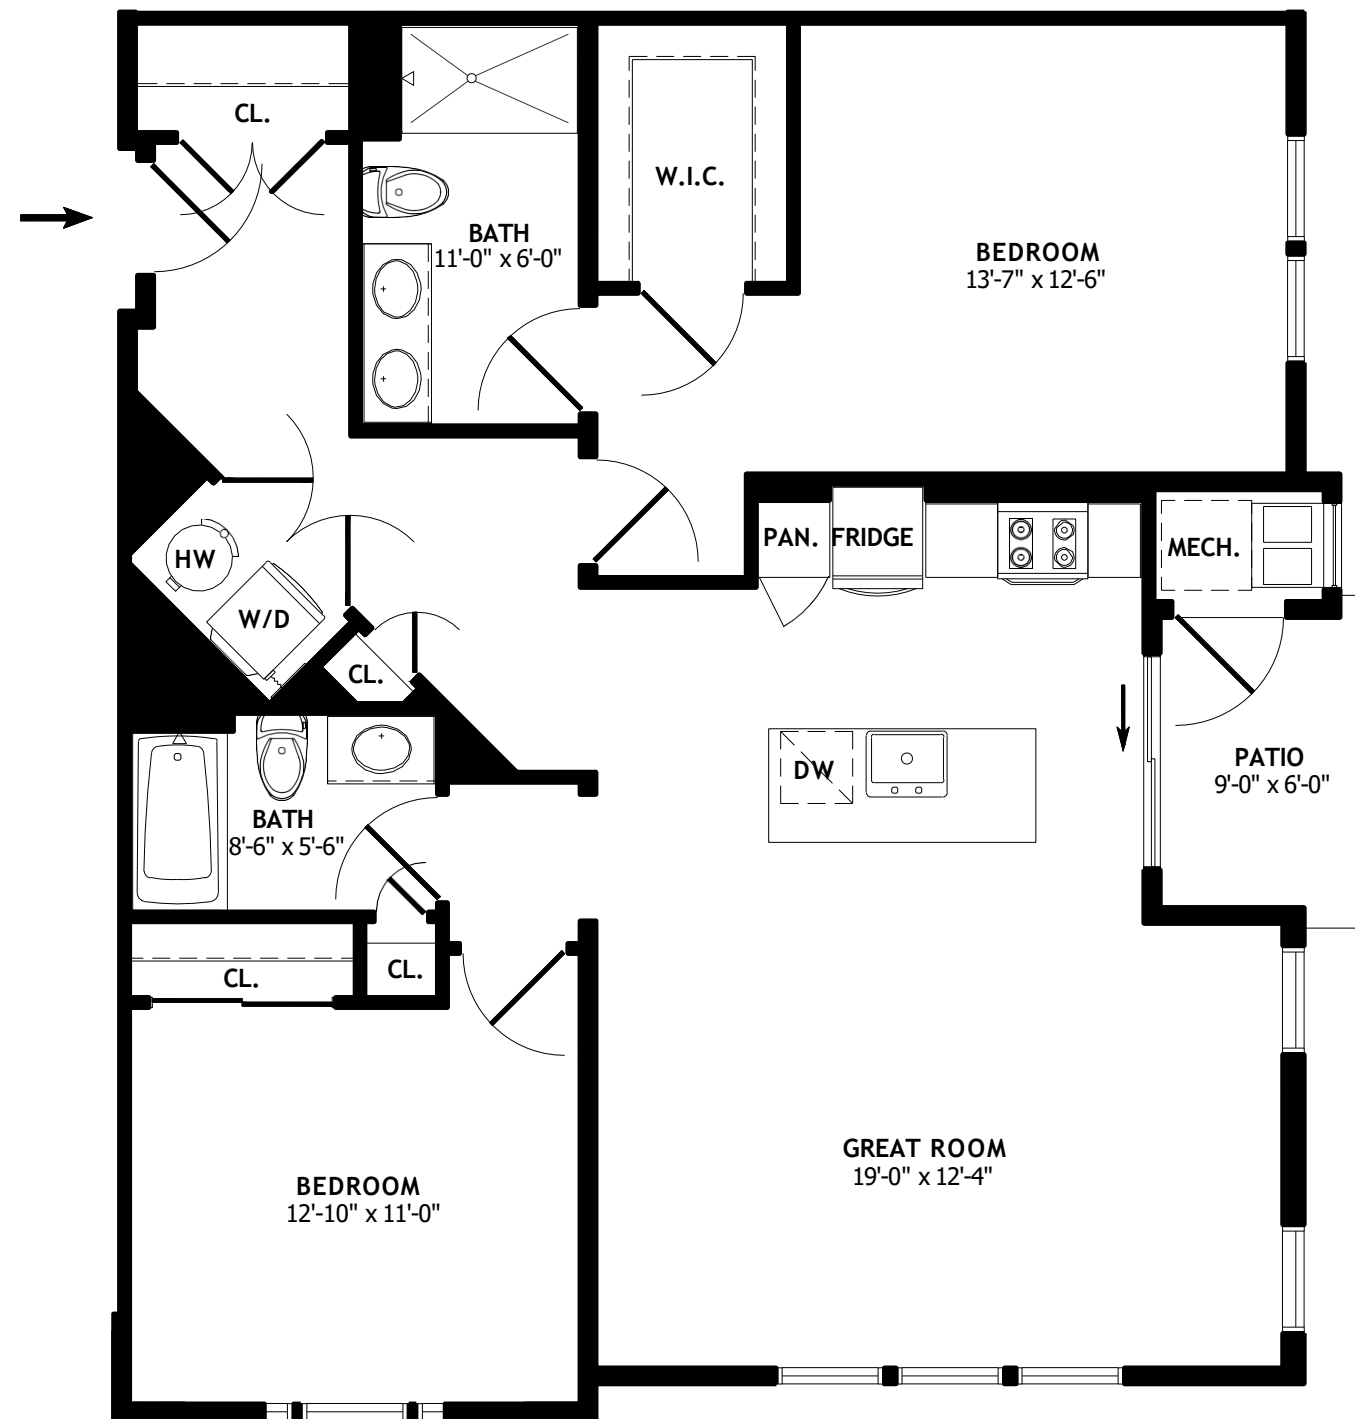 CL.
W.I.C.
BATH
11'-0" x 6'-0"
BEDROOM
13'-7" x 12'-6"
PAN.
FRIDGE
MECH.
HW
W/D
CL.
PATIO
9'-0" x 6'-0"
DW
BATH
8'-6" x 5'-6"
CL.
CL.
GREAT ROOM
19'-0" x 12'-4"
BEDROOM
12'-10" x 11'-0"